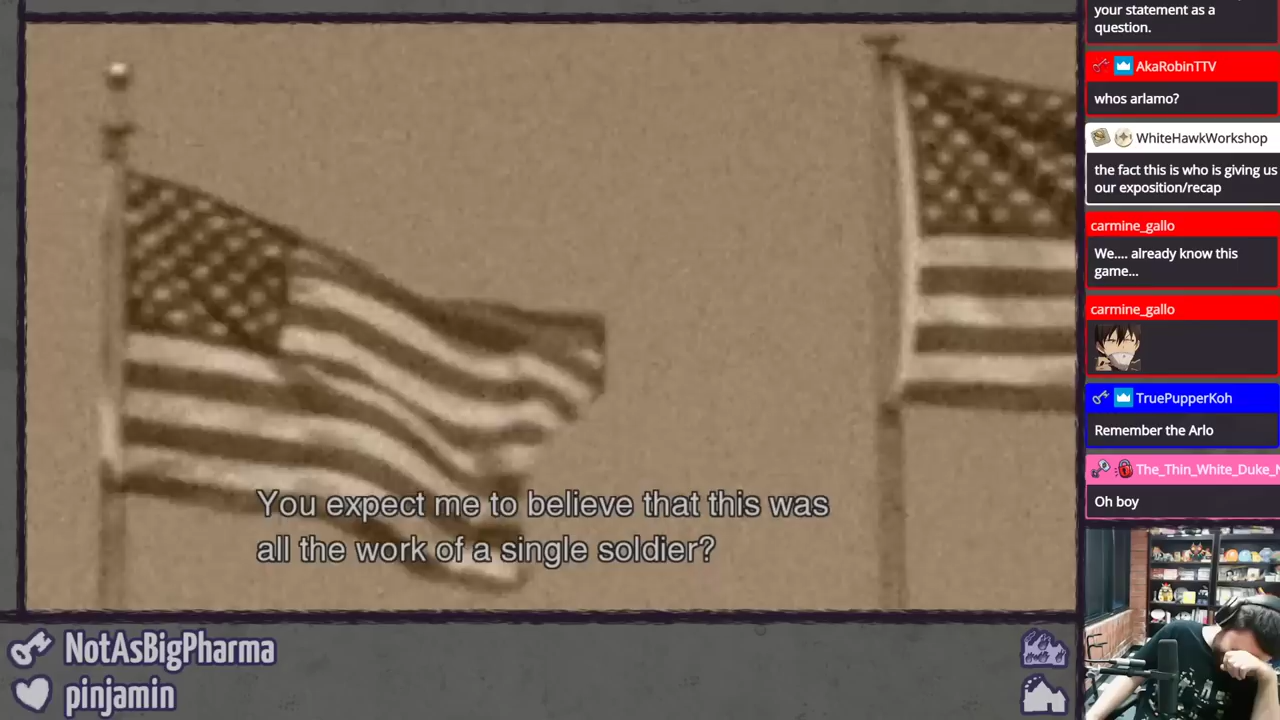 your statement as a
question.
AkaRobinTTV
whos arlamo?
WhiteHawkWorkshop
the fact this is who is giving us
our exposition/recap
carmine_gallo
We.... already know this
game...
carmine_gallo
TruePupperKoh
Remember the Arlo
The_Thin_White_Duke_
Oh boy
You expect me to believe that this was
all the work of a single soldier?
NotAsBigPharma
pinjamin